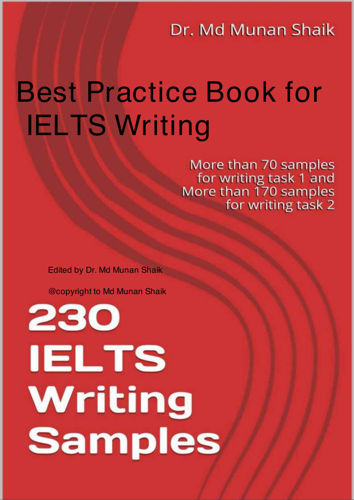 Dr. Md Munan Shaik
Best Practice Book for
IELTS Writing
More than 70 samples
for writing task 1 and
More than 170 samples
for writing task 2
Edited by Dr. Md Munan Shaik
@copyright to Md Munan Shaik
230
IELTS
Writing
Samples